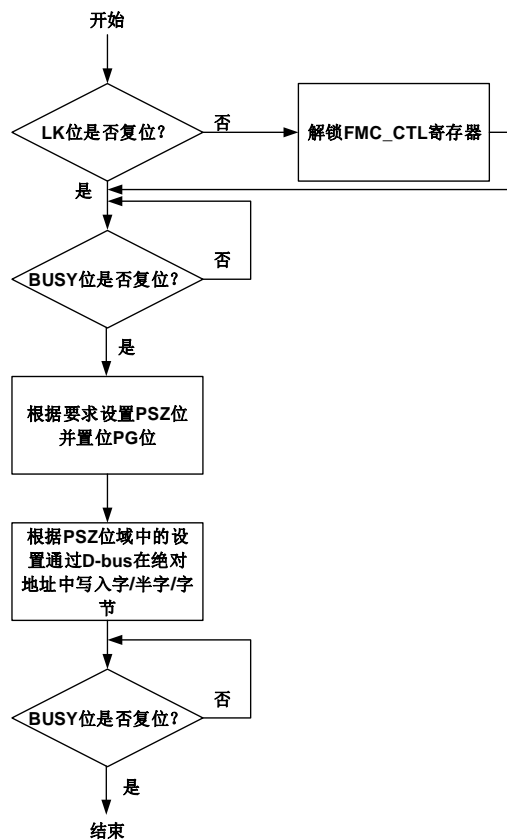 开始
LK位是否复位？
否
解锁FMC_CTL寄存器
是
BUSY位是否复位？
否
是
根据要求设置PSZ位
并置位PG位
根据PSZ位域中的设
置通过D-bus在绝对
地址中写入字/半字/字
节
BUSY位是否复位？
否
是
结束